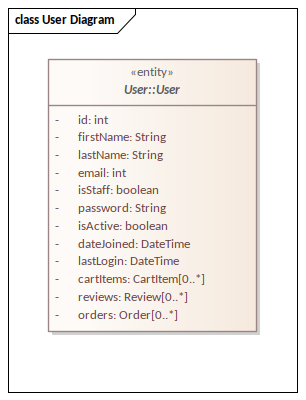 class User Diagram
«entity»
User::User
- id: int
- firstName: String
- lastName: String
- email: int
- isStaff: boolean
- password: String
- isActive: boolean
- dateJoined: DateTime
- lastLogin: DateTime
- cartItems: CartItem[0..*]
- reviews: Review[0..*]
- orders: Order[0..*]